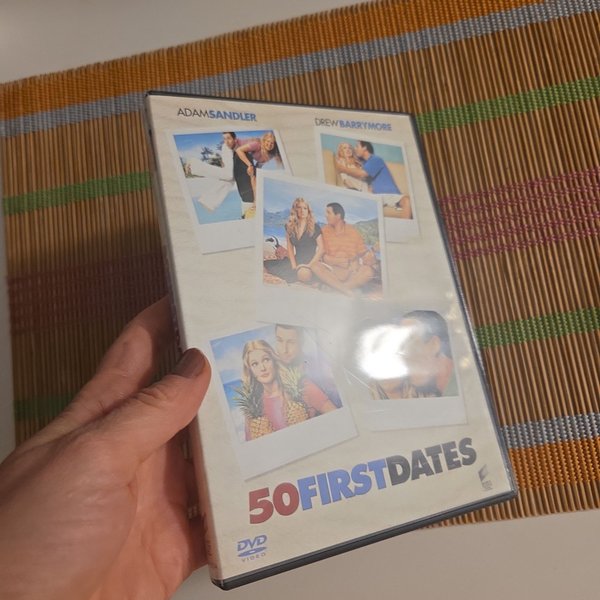 ADAMSANDLER
DREWBARRYMORE
50FIRSTDATES
DVD
VIDEO